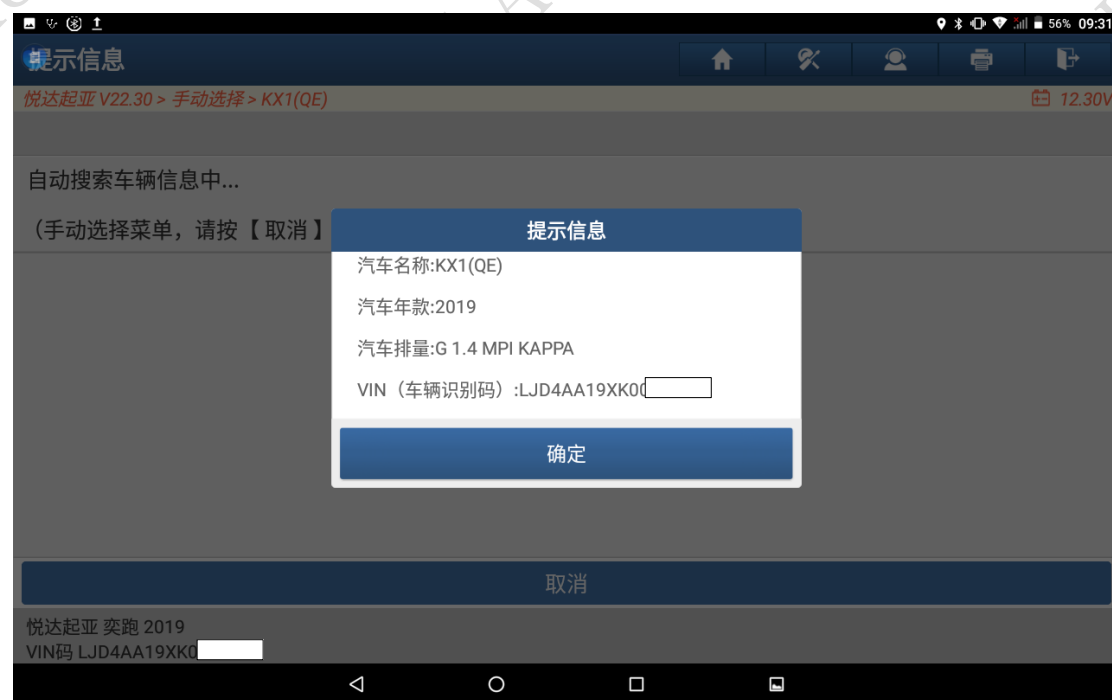 56% 09:31
提示信息
悦达起亚 V22.30 > 手动选择 > KX1(QE)
12.30V
自动搜索车辆信息中...
（手动选择菜单，请按【 取消 】
提示信息
汽车名称:KX1(QE)
汽车年款:2019
汽车排量:G 1.4 MPI KAPPA
VIN（车辆识别码）:LJD4AA19XK00
确定
取消
悦达起亚 奕跑 2019
VIN码 LJD4AA19XK0